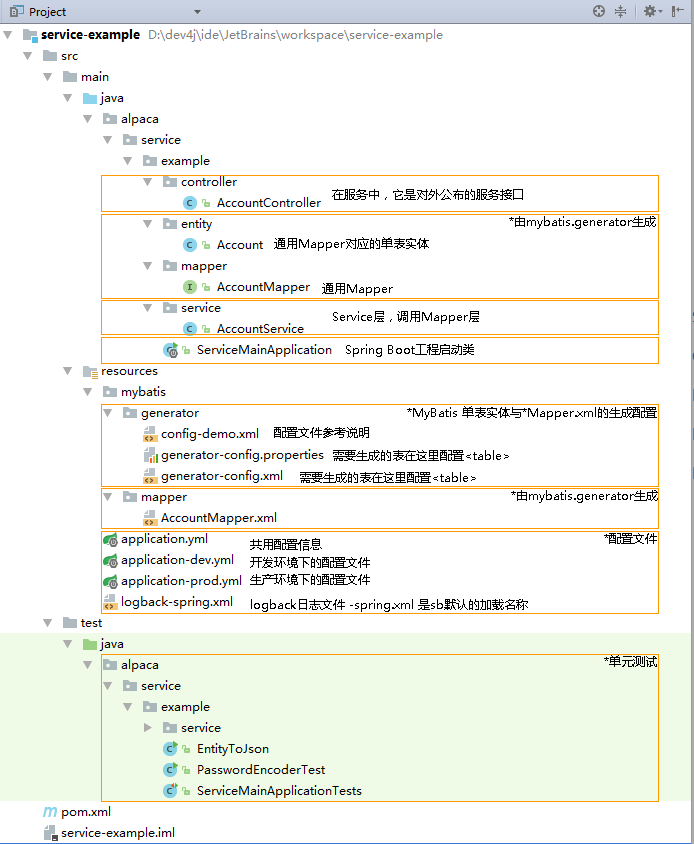 Project
service-example D:\dev4j\ide\JetBrains\workspace\service-example
src
main
java
alpaca
service
example
controller
AccountController 在服务中，它是对外公布的服务接口
entity *由mybatis.generator生成
Account 通用Mapper对应的单表实体
mapper
AccountMapper 通用Mapper
service Service层，调用Mapper层
AccountService
ServiceMainApplication Spring Boot工程启动类
resources
mybatis
generator *MyBatis 单表实体与*Mapper.xml的生成配置
config-demo.xml 配置文件参考说明
generator-config.properties 需要生成的表在这里配置<table>
generator-config.xml 需要生成的表在这里配置<table>
mapper *由mybatis.generator生成
AccountMapper.xml
application.yml 共用配置信息 *配置文件
application-dev.yml 开发环境下的配置文件
application-prod.yml 生产环境下的配置文件
logback-spring.xml logback日志文件 -spring.xml 是sb默认的加载名称
test
java
alpaca *单元测试
service
example
service
EntityToJson
PasswordEncoderTest
ServiceMainApplicationTests
pom.xml
service-example.iml